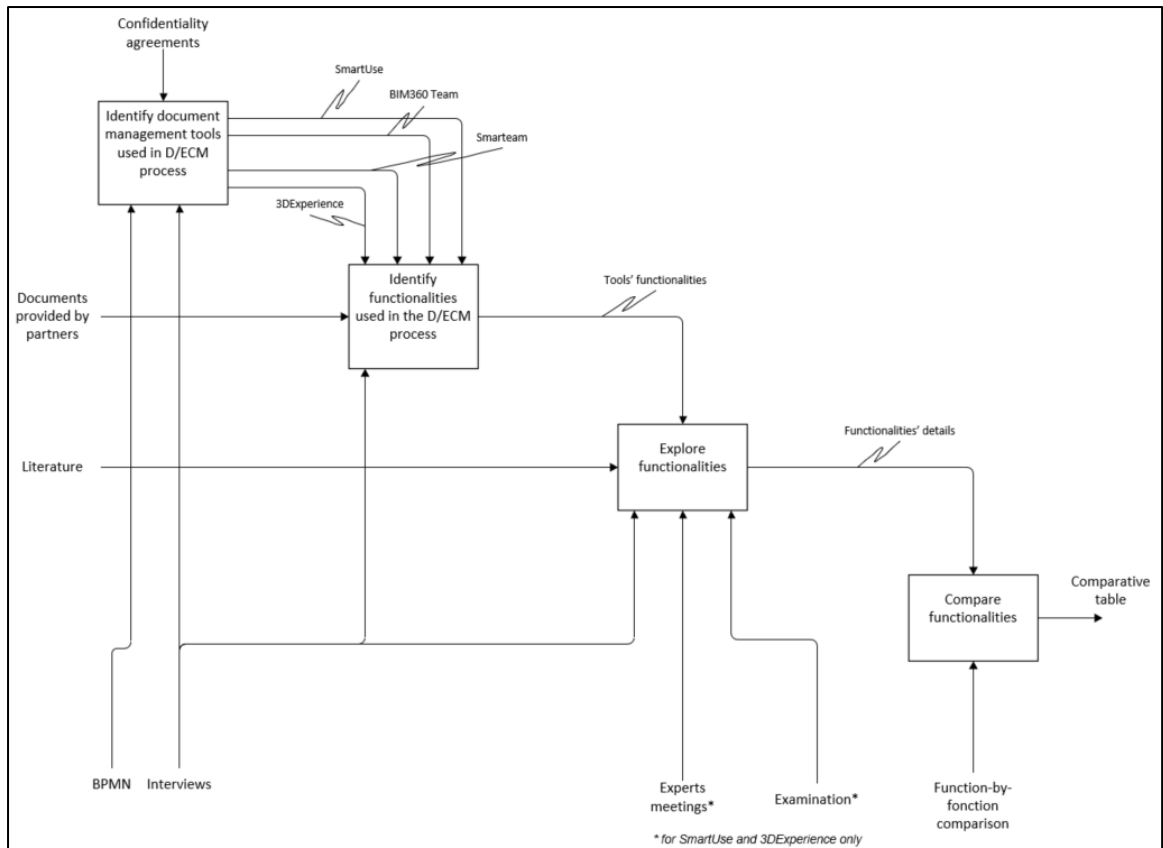 Confidentiality
agreements
SmartUse
BIM360 Team
Smarteam
3DExperience
Identify document
management tools
used in D/ECM
process
Identify
functionalities
used in the D/ECM
process
Documents
provided by
partners
Tools' functionalities
Explore
functionalities
Functionalities' details
Literature
Compare
functionalities
Comparative
table
BPMN
Interviews
Experts
meetings*
Examination*
Function-by-
fonction
comparison
* for SmartUse and 3DExperience only